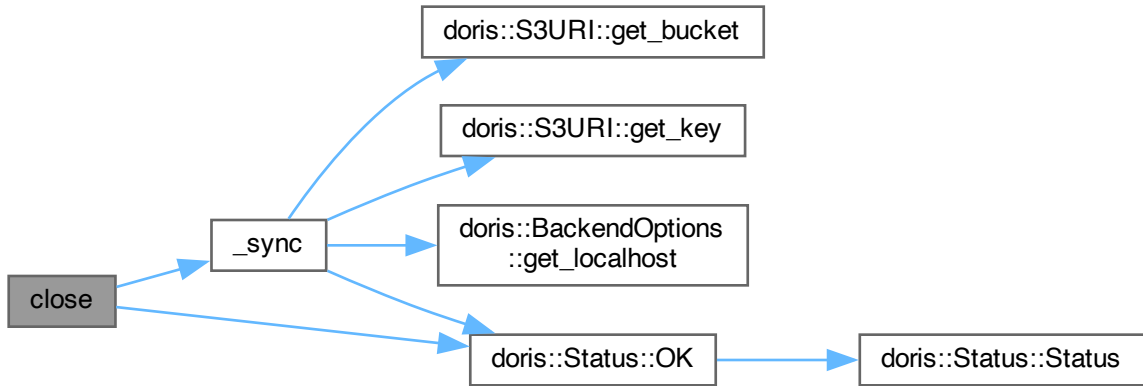 doris::S3URI::get_bucket
doris::S3URI::get_key
_sync
doris::BackendOptions
::get_localhost
close
doris::Status::OK
doris::Status::Status